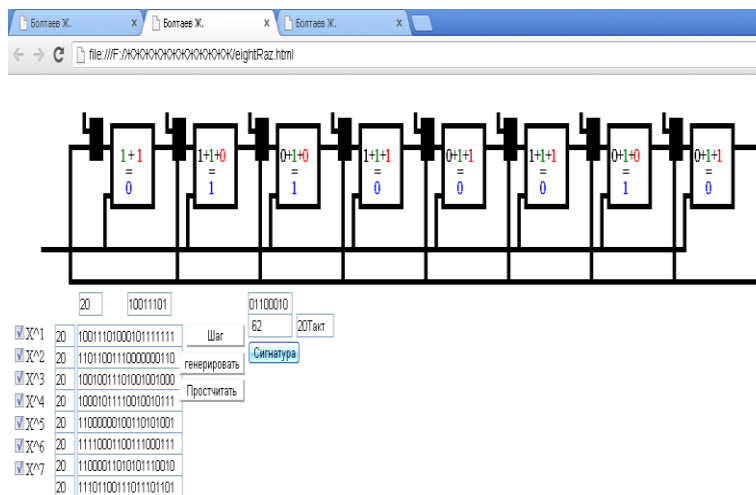 Болтаев Ж. x Болтаев Ж. x Болтаев Ж. x
file:///F:/ЖЖЖЖЖЖЖЖЖЖЖЖ/eightRaz.html
1+1 1+1+0 0+1+0 1+1+1 0+1+1 1+1+1 0+1+0 0+1+1
= = = = = = = =
0 1 1 0 0 0 1 0
20 10011101 01100010
62 20Такт
X^1 20 10011101000101111111 Шаг
X^2 20 11011001110000000110 генерировать Сигнатура
X^3 20 10010011101001001000
X^4 20 10001011110010010111 Простчитать
X^5 20 11000000100110101001
X^6 20 11110001100111000111
X^7 20 11000011010101110010
20 11101100111011101101